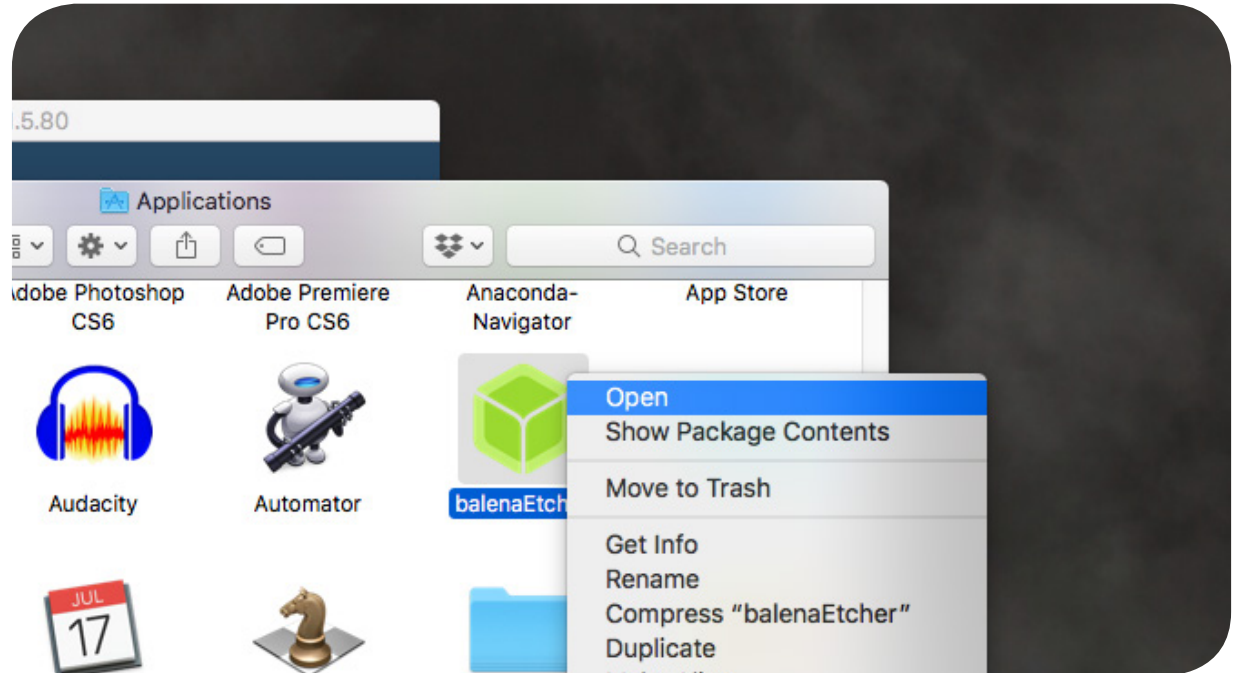 .5.80
Applications
Search
Adobe Photoshop
CS6
Adobe Premiere
Pro CS6
Anaconda-
Navigator
App Store
Audacity
Automator
balenaEtch
Open
Show Package Contents
Move to Trash
Get Info
Rename
Compress “balenaEtcher”
Duplicate
JUL
17